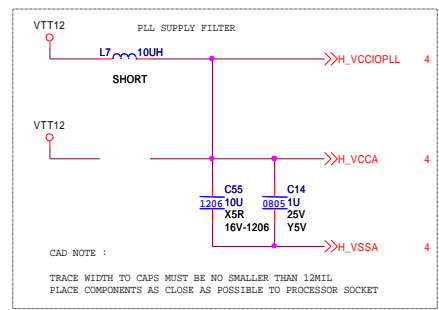 VTT12
PLL SUPPLY FILTER
L7 10UH
H_VCCIOPLL 4
SHORT
VTT12
H_VCCA 4
C55 C14
1206 10U 0805 1U
X5R 25V
16V-1206 Y5V
H_VSSA 4
CAD NOTE :
TRACE WIDTH TO CAPS MUST BE NO SMALLER THAN 12MIL
PLACE COMPONENTS AS CLOSE AS POSSIBLE TO PROCESSOR SOCKET